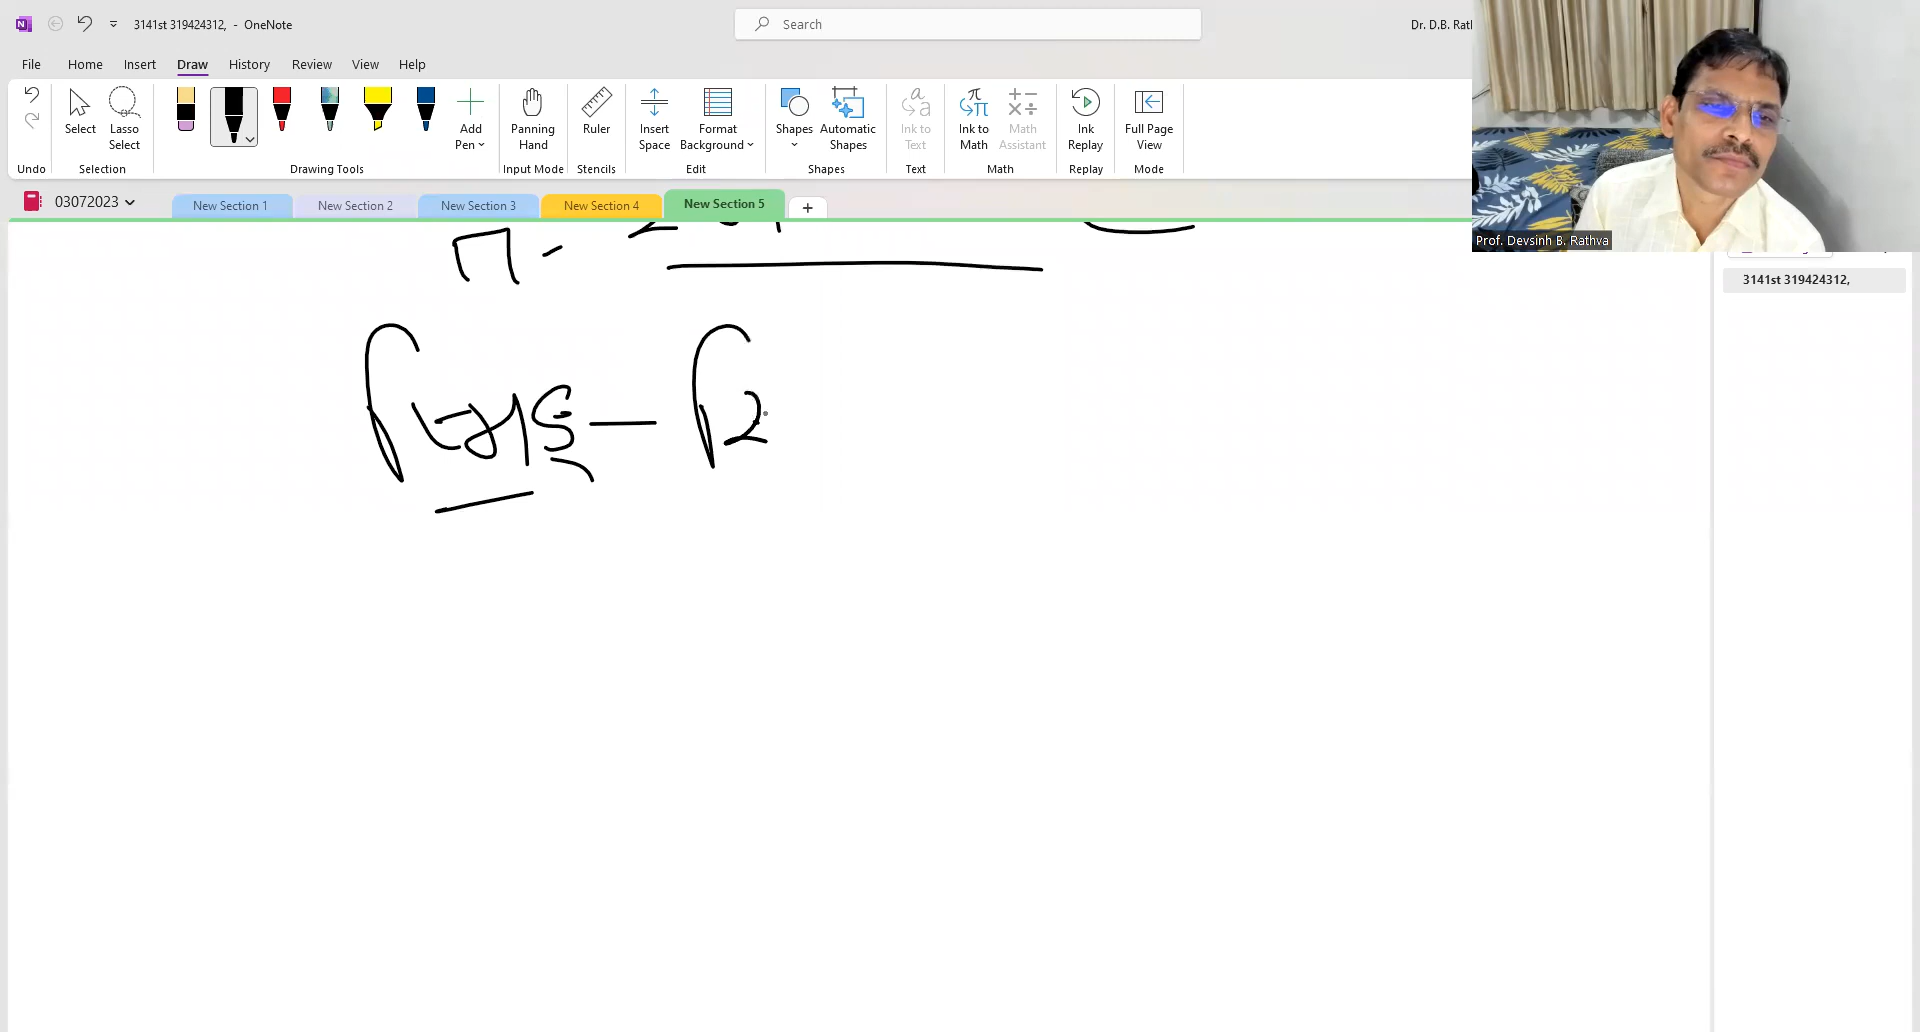 3141st 319424312, - OneNote
Search
Dr. D.B. Rath
File Home Insert Draw History Review View Help
Select
Lasso Select
Add Pen
Panning Hand
Ruler
Insert Space
Format Background
Shapes
Automatic Shapes
Ink to Text
Ink to Math
Math Assistant
Ink Replay
Full Page View
Undo Selection Drawing Tools Input Mode Stencils Edit Shapes Text Math Replay Mode
03072023 New Section 1 New Section 2 New Section 3 New Section 4 New Section 5
Prof. Devsinh B. Rathva
3141st 319424312,